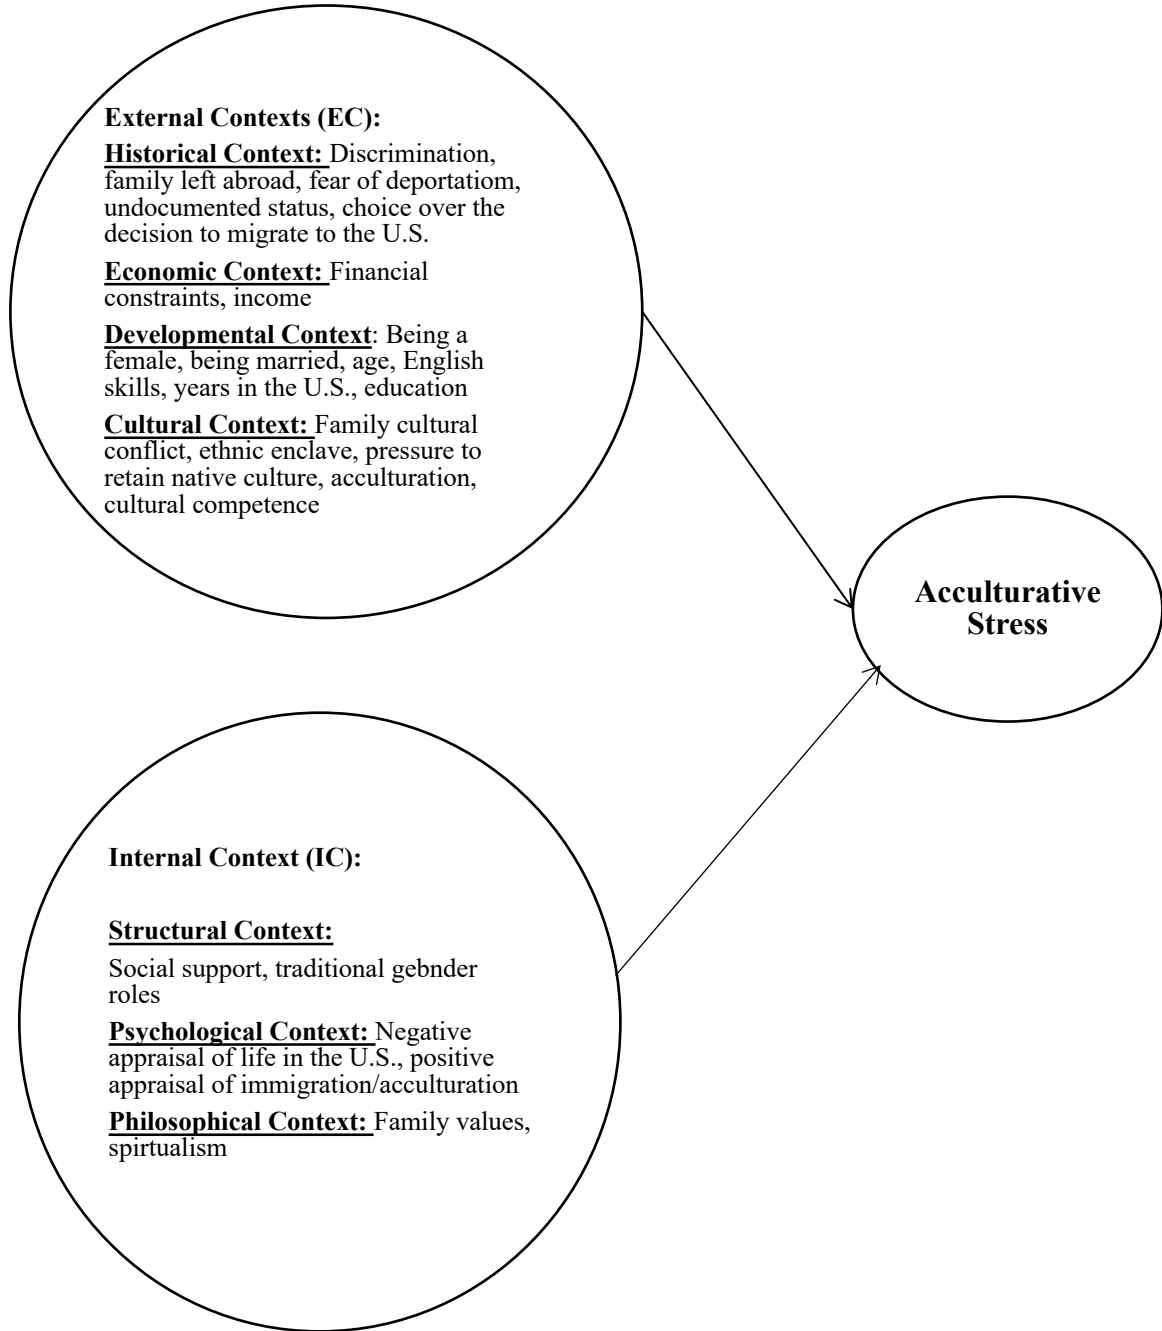 External Contexts (EC):
Historical Context: Discrimination,
family left abroad, fear of deportatiom,
undocumented status, choice over the
decision to migrate to the U.S.
Economic Context: Financial
constraints, income
Developmental Context: Being a
female, being married, age, English
skills, years in the U.S., education
Cultural Context: Family cultural
conflict, ethnic enclave, pressure to
retain native culture, acculturation,
cultural competence
Acculturative
Stress
Internal Context (IC):
Structural Context:
Social support, traditional gebnder
roles
Psychological Context: Negative
appraisal of life in the U.S., positive
appraisal of immigration/acculturation
Philosophical Context: Family values,
spirtualism